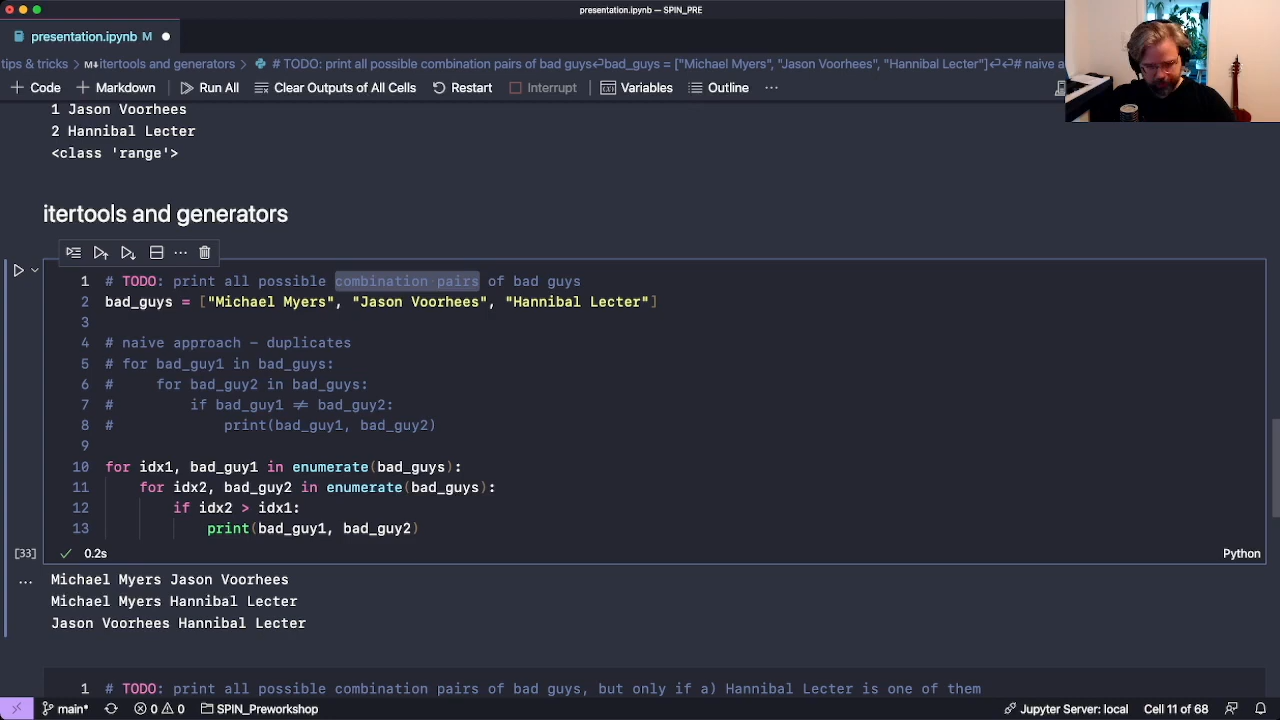 presentation.ipynb — SPIN_PRE
presentation.ipynb M
tips & tricks > M↓itertools and generators > # TODO: print all possible combination pairs of bad guys↵bad_guys = ["Michael Myers", "Jason Voorhees", "Hannibal Lecter"]↵↵# naive a
+ Code + Markdown Run All Clear Outputs of All Cells Restart Interrupt Variables Outline ...
1 Jason Voorhees
2 Hannibal Lecter
<class 'range'>
itertools and generators
1 # TODO: print all possible combination pairs of bad guys
2 bad_guys = ["Michael Myers", "Jason Voorhees", "Hannibal Lecter"]
3
4 # naive approach - duplicates
5 # for bad_guy1 in bad_guys:
6 # for bad_guy2 in bad_guys:
7 # if bad_guy1 ≠ bad_guy2:
8 # print(bad_guy1, bad_guy2)
9
10 for idx1, bad_guy1 in enumerate(bad_guys):
11 for idx2, bad_guy2 in enumerate(bad_guys):
12 if idx2 > idx1:
13 print(bad_guy1, bad_guy2)
[33] ✓ 0.2s Python
... Michael Myers Jason Voorhees
Michael Myers Hannibal Lecter
Jason Voorhees Hannibal Lecter
1 # TODO: print all possible combination pairs of bad guys, but only if a) Hannibal Lecter is one of them
main* 0 0 SPIN_Preworkshop Jupyter Server: local Cell 11 of 68